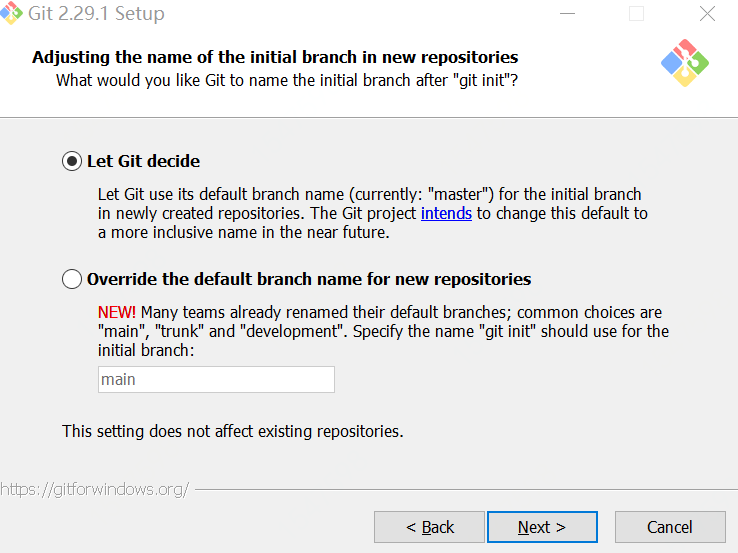 Git 2.29.1 Setup
Adjusting the name of the initial branch in new repositories
What would you like Git to name the initial branch after "git init"?
Let Git decide
Let Git use its default branch name (currently: "master") for the initial branch
in newly created repositories. The Git project intends to change this default to
a more inclusive name in the near future.
Override the default branch name for new repositories
NEW! Many teams already renamed their default branches; common choices are
"main", "trunk" and "development". Specify the name "git init" should use for the
initial branch:
main
This setting does not affect existing repositories.
https://gitforwindows.org/
< Back
Next >
Cancel